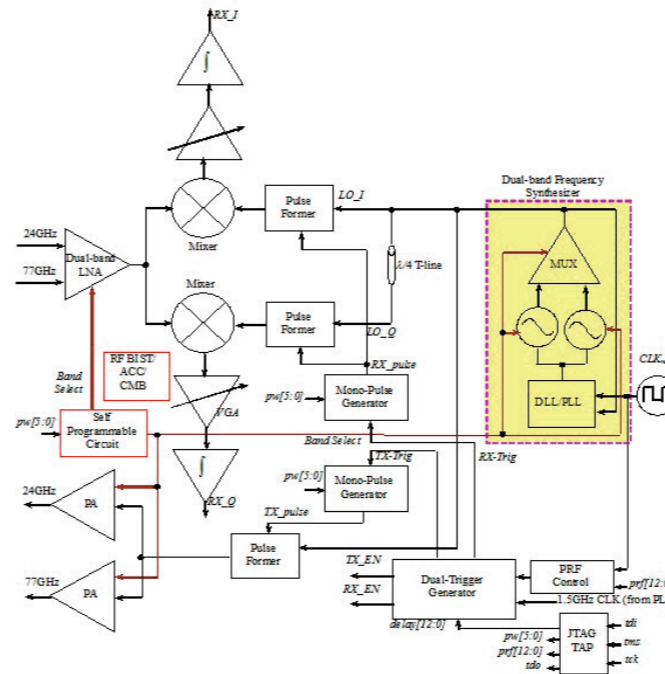 RX_I
Dual-band Frequency
Synthesizer
Pulse
Former
LO_I
Mixer
24GHz
Dual-band
LNA
77GHz
λ/4 T-line
MUX
Mixer
Pulse
Former
LO_Q
RF BIST/
ACC/
CMB
Band
Select
RX_pulse
DLL/PLL
VGA
pw[5:0]
Mono-Pulse
Generator
pw[5:0]
Self
Programmable
Circuit
Band Select
TX-Trig
RX-Trig
pw[5:0]
Mono-Pulse
Generator
24GHz
PA
RX_Q
TX_pulse
Pulse
Former
TX_EN
RX_EN
Dual-Trigger
Generator
PRF
Control
77GHz
PA
1.5GHz CLK (from
delay[12:0]
pw[5:0]
prf[12:0]
tdo
JTAG
TAP
tdi
tms
tck